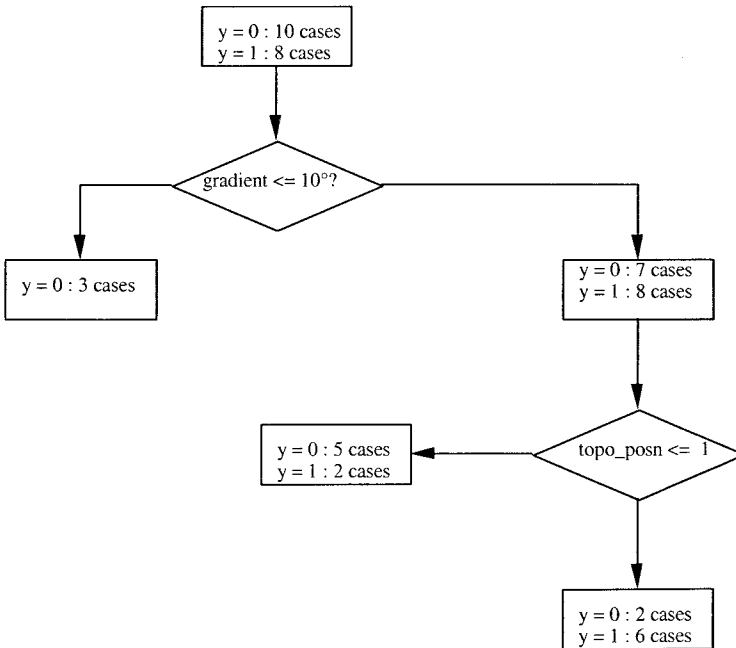 y = 0 : 10 cases
y = 1 : 8 cases
gradient <= 10°?
y = 0 : 3 cases
y = 0 : 7 cases
y = 1 : 8 cases
topo_posn <= 1
y = 0 : 5 cases
y = 1 : 2 cases
y = 0 : 2 cases
y = 1 : 6 cases